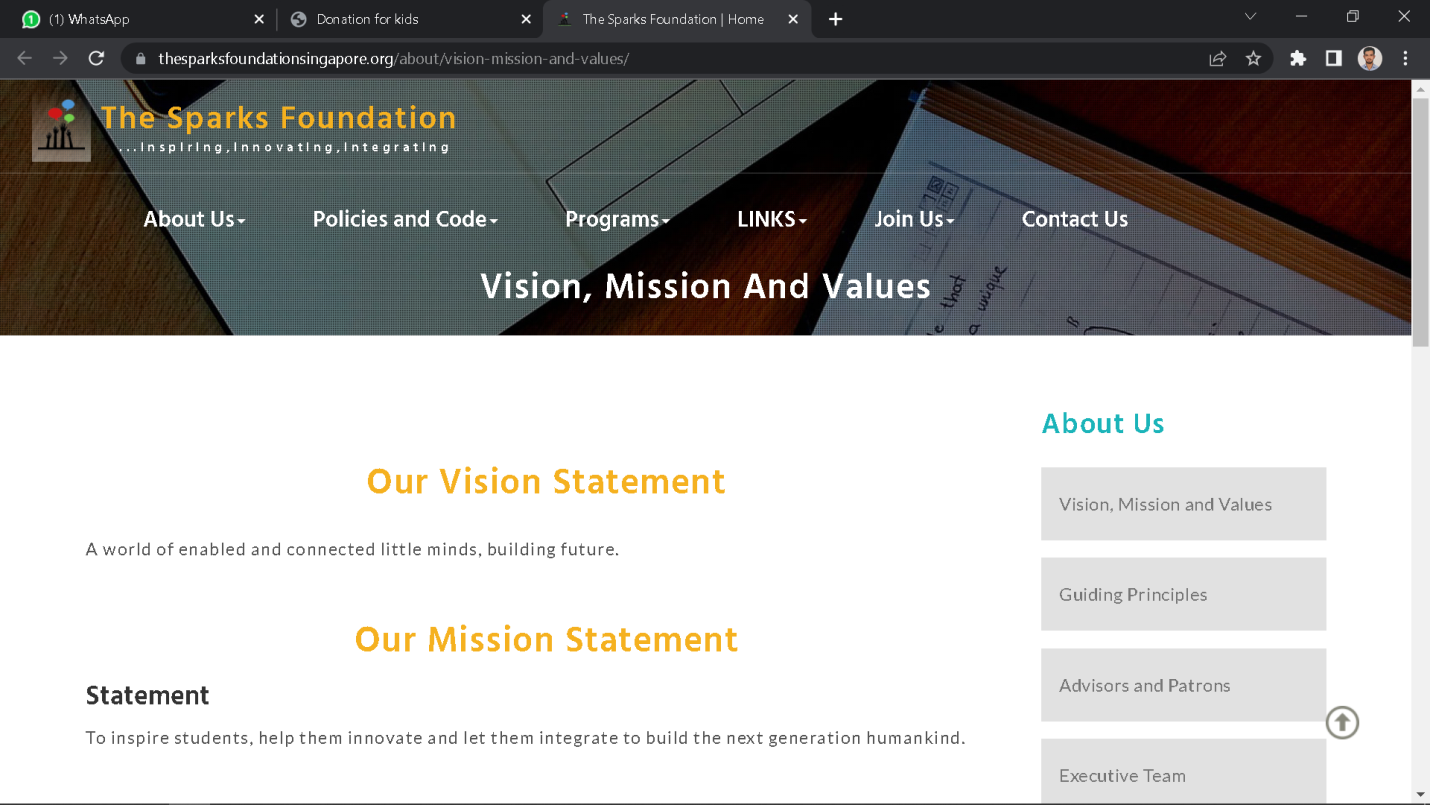 (1) WhatsApp
Donation for kids
The Sparks Foundation | Home
thesparksfoundationsingapore.org/about/vision-mission-and-values/
The Sparks Foundation
...Inspiring,Innovating,Integrating
About Us
Policies and Code
Programs
LINKS
Join Us
Contact Us
Vision, Mission And Values
that
a unique
Our Vision Statement
A world of enabled and connected little minds, building future.
Our Mission Statement
Statement
To inspire students, help them innovate and let them integrate to build the next generation humankind.
About Us
Vision, Mission and Values
Guiding Principles
Advisors and Patrons
Executive Team